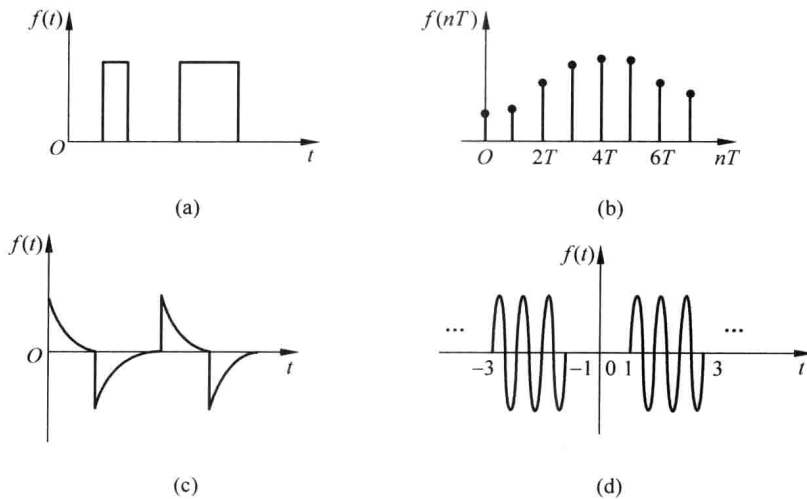 f(t)
O
t
(a)
f(nT)
O 2T 4T 6T nT
(b)
f(t)
O
t
(c)
f(t)
... ...
−3 −1 0 1 3 t
(d)